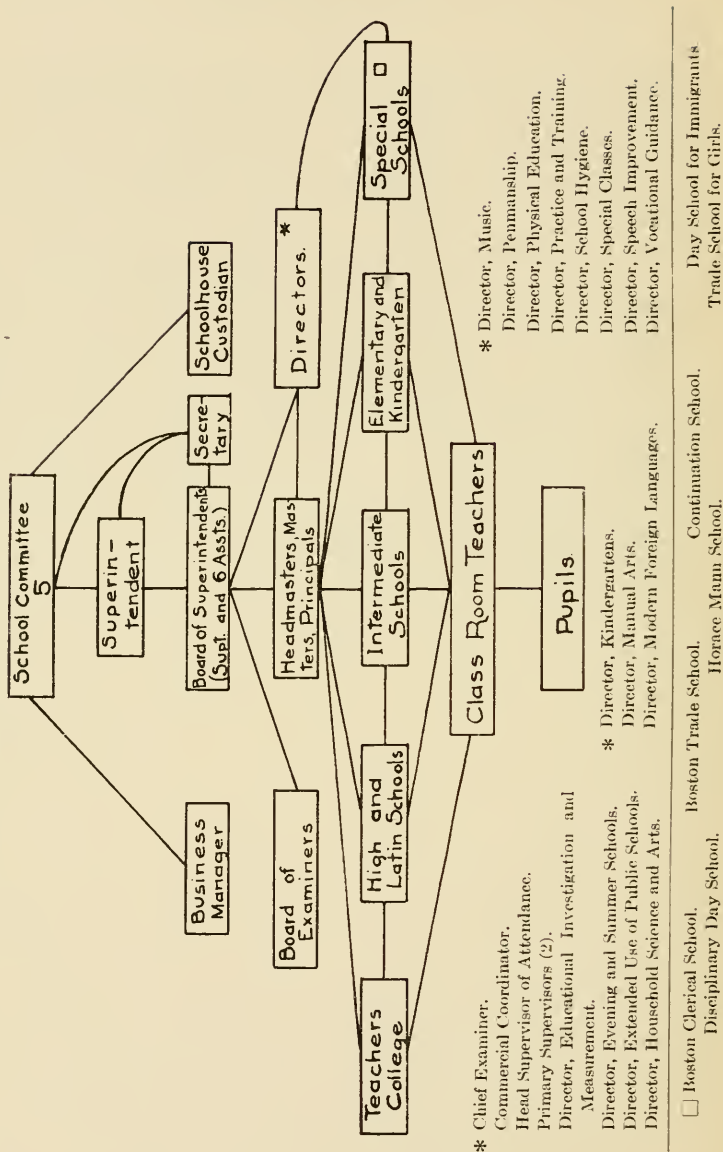 School Committee
5
Superin-
tendent
Secre-
tary
Schoolhouse
Custodian
Business
Manager
Board of Superintendents
(Supt. and 6 Assts.)
Board of
Examiners
Headmasters, Mas-
ters, Principals
Directors. *
Teachers
College
High and
Latin Schools
Intermediate
Schools
Elementary and
Kindergarten
Special □
Schools
Class Room Teachers
Pupils
* Chief Examiner.
Commercial Coordinator.
Head Supervisor of Attendance.
Primary Supervisors (2).
Director, Educational Investigation and
Measurement.
Director, Evening and Summer Schools.
Director, Extended Use of Public Schools.
Director, Household Science and Arts.
* Director, Kindergartens.
Director, Manual Arts.
Director, Modern Foreign Languages.
* Director, Music.
Director, Penmanship.
Director, Physical Education.
Director, Practice and Training.
Director, School Hygiene.
Director, Special Classes.
Director, Speech Improvement.
Director, Vocational Guidance.
□ Boston Clerical School. Boston Trade School. Continuation School. Day School for Immigrants
Disciplinary Day School. Horace Mann School. Trade School for Girls.